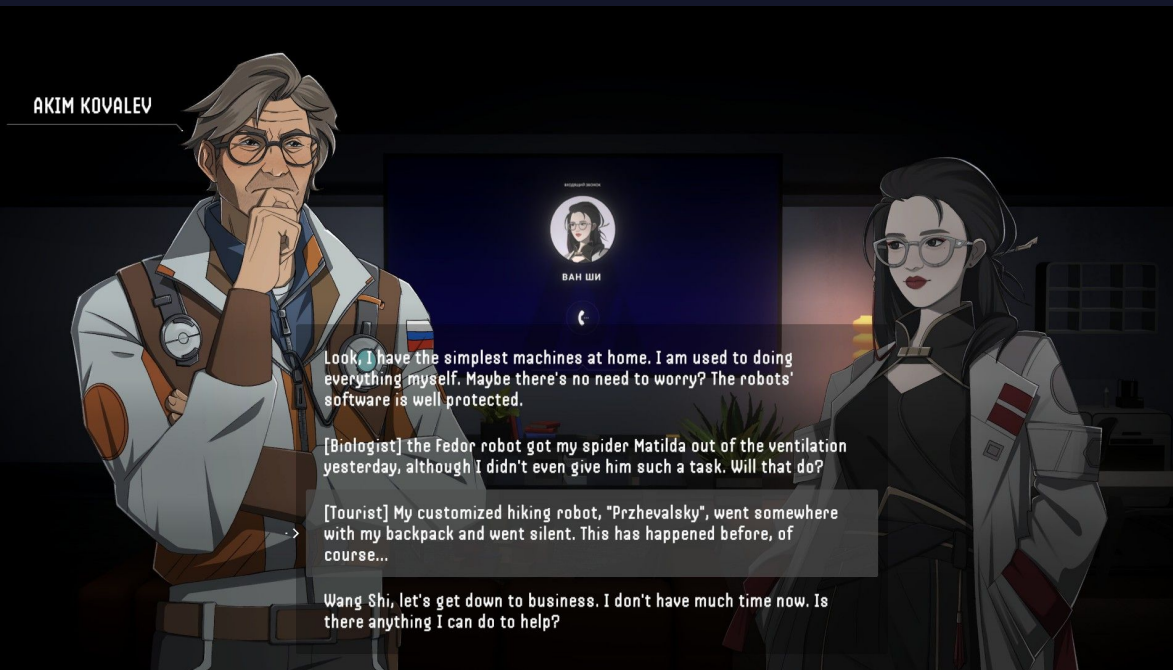 AKIM KOVALEV
ВХОДЯЩИЙ ЗВОНОК
ВАН ШИ
Look, I have the simplest machines at home. I am used to doing
everything myself. Maybe there's no need to worry? The robots'
software is well protected.
[Biologist] the Fedor robot got my spider Matilda out of the ventilation
yesterday, although I didn't even give him such a task. Will that do?
[Tourist] My customized hiking robot, "Przhevalsky", went somewhere
with my backpack and went silent. This has happened before, of
course...
Wang Shi, let's get down to business. I don't have much time now. Is
there anything I can do to help?